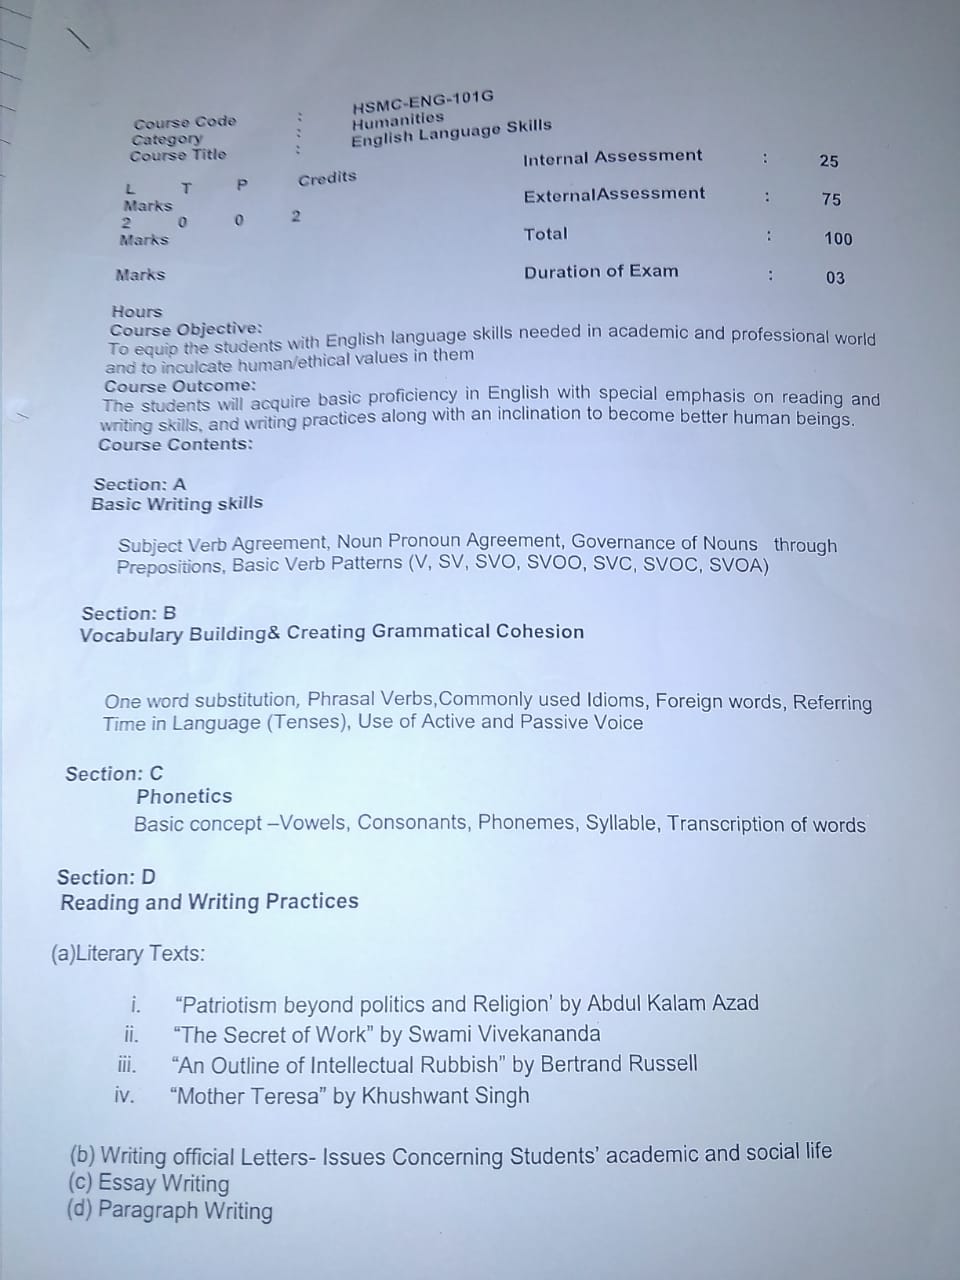 Course Code : HSMC-ENG-101G
Category : Humanities
Course Title : English Language Skills
L T P Credits Internal Assessment : 25
Marks
2 0 0 2 ExternalAssessment : 75
Marks
Total : 100
Marks Duration of Exam : 03
Hours
Course Objective:
To equip the students with English language skills needed in academic and professional world
and to inculcate human/ethical values in them
Course Outcome:
The students will acquire basic proficiency in English with special emphasis on reading and
writing skills, and writing practices along with an inclination to become better human beings.
Course Contents:
Section: A
Basic Writing skills
Subject Verb Agreement, Noun Pronoun Agreement, Governance of Nouns through
Prepositions, Basic Verb Patterns (V, SV, SVO, SVOO, SVC, SVOC, SVOA)
Section: B
Vocabulary Building& Creating Grammatical Cohesion
One word substitution, Phrasal Verbs,Commonly used Idioms, Foreign words, Referring
Time in Language (Tenses), Use of Active and Passive Voice
Section: C
Phonetics
Basic concept –Vowels, Consonants, Phonemes, Syllable, Transcription of words
Section: D
Reading and Writing Practices
(a)Literary Texts:
i. “Patriotism beyond politics and Religion’ by Abdul Kalam Azad
ii. “The Secret of Work” by Swami Vivekananda
iii. “An Outline of Intellectual Rubbish” by Bertrand Russell
iv. “Mother Teresa” by Khushwant Singh
(b) Writing official Letters- Issues Concerning Students’ academic and social life
(c) Essay Writing
(d) Paragraph Writing